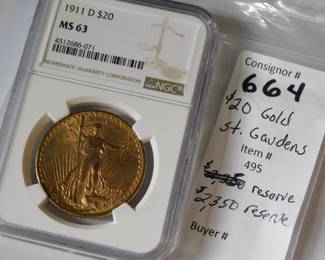 1911 D $20
MS 63
4517686-071
NUMISMATIC GUARANTY CORPORATION
NGC
Consignor #
664
$20 Gold
St. Gaudens
Item #
495
reserve
$2,350 reserve
Buyer #